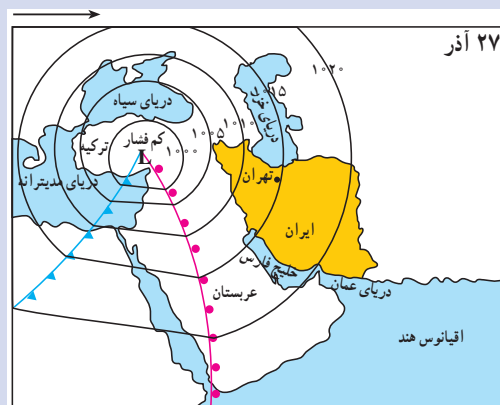 ۲۷ آذر
۱۰۲۰
۱۰۱۵
۱۰۱۰
۱۰۰۵
۱۰۰۰
دریای سیاه
دریای خزر
کم فشار
L
ترکیه
دریای مدیترانه
تهران
ایران
خلیج فارس
عربستان
دریای عمان
اقیانوس هند